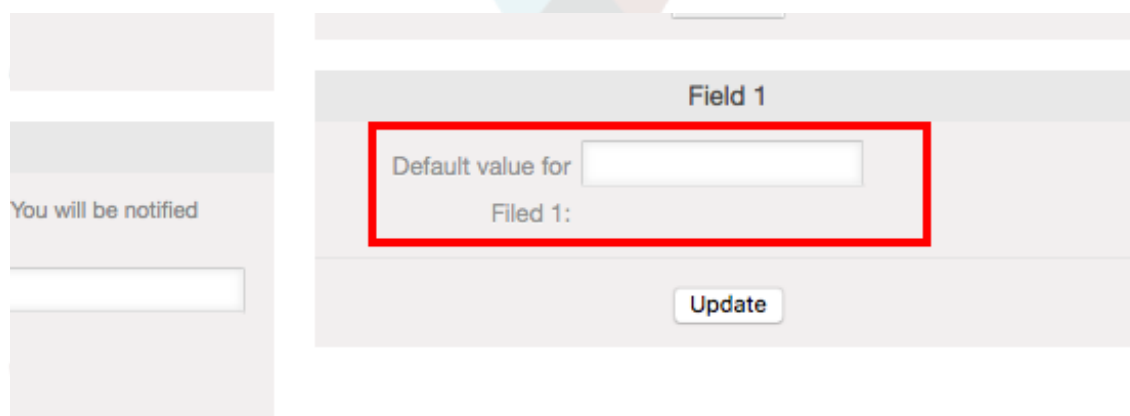 Field 1
Default value for
Filed 1:
You will be notified
Update